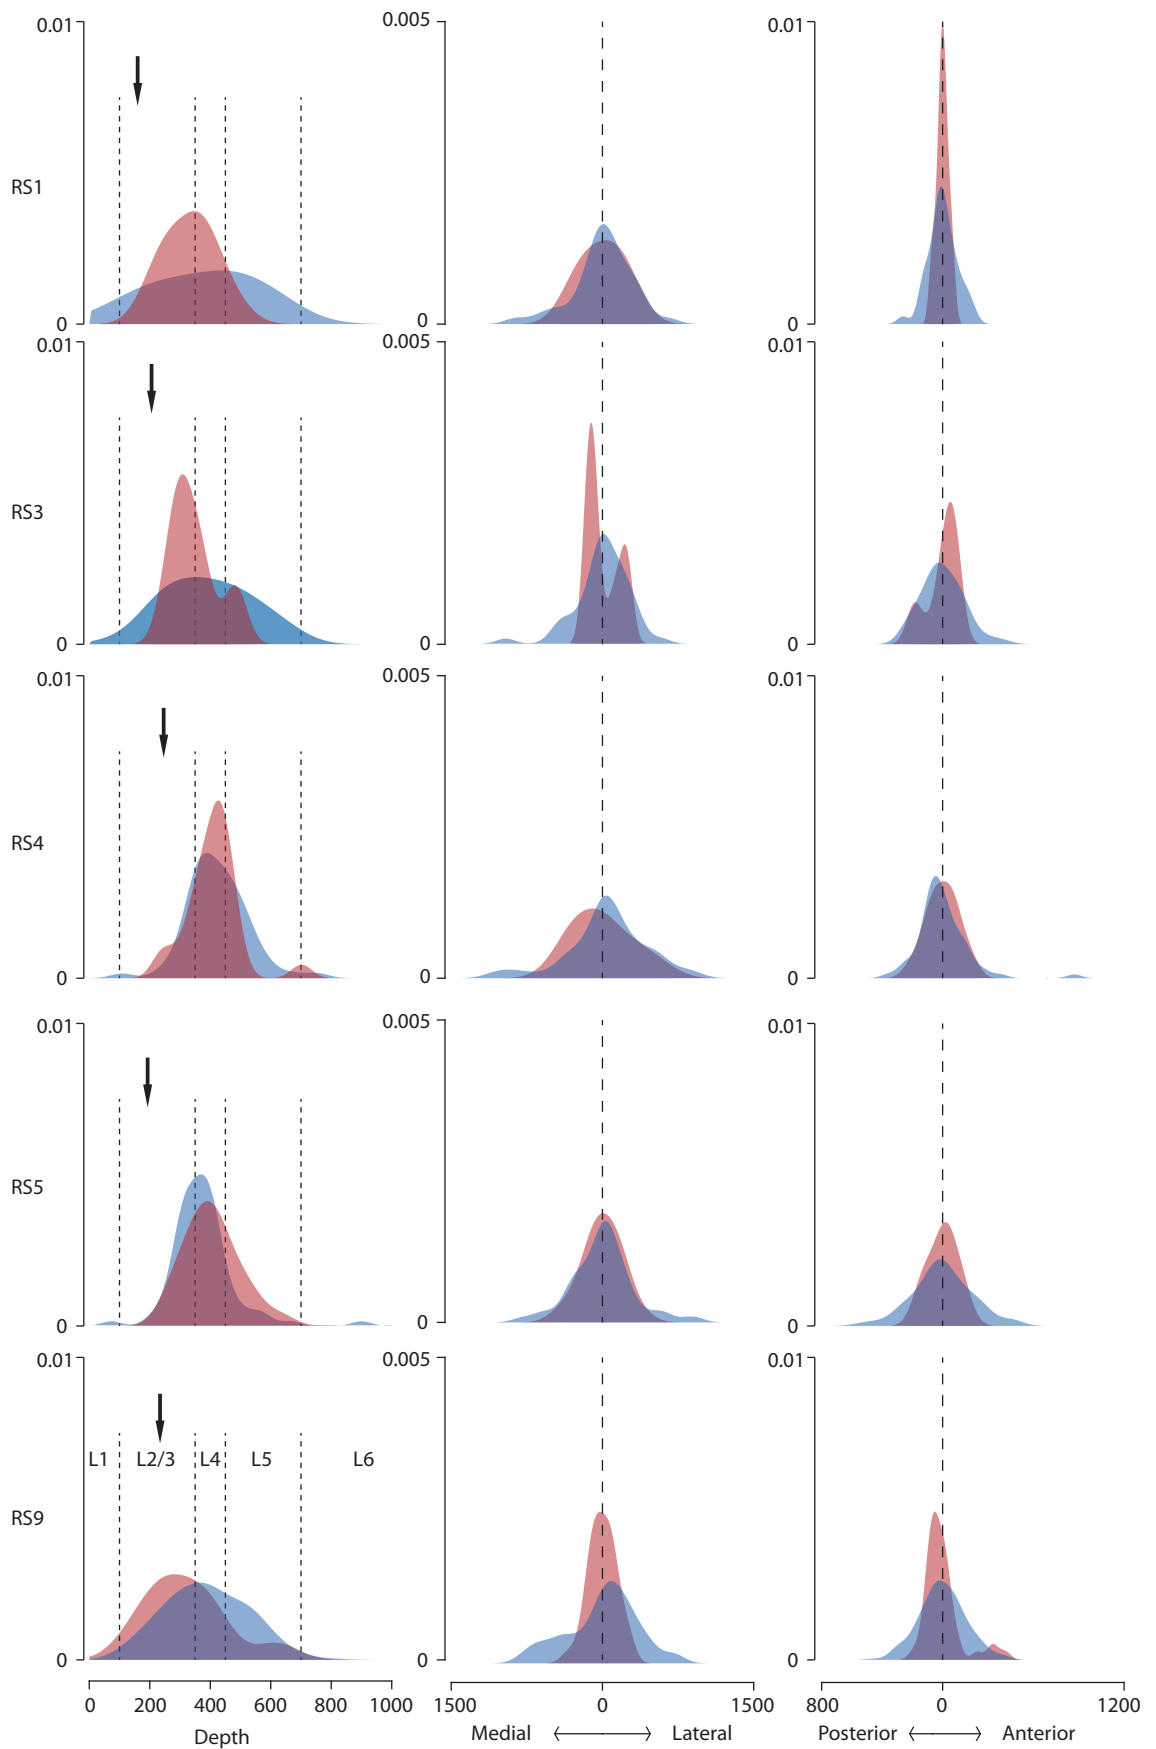 0.01 0.005 0.01
RS1
0 0 0
0.01 0.005 0.01
RS3
0 0 0
0.01 0.005 0.01
RS4
0 0 0
0.01 0.005 0.01
RS5
0 0 0
0.01 0.005 0.01
L1 L2/3 L4 L5 L6
RS9
0 0 0
0 200 400 600 800 1000 1500 0 1500 800 0 1200
Depth Medial Lateral Posterior Anterior